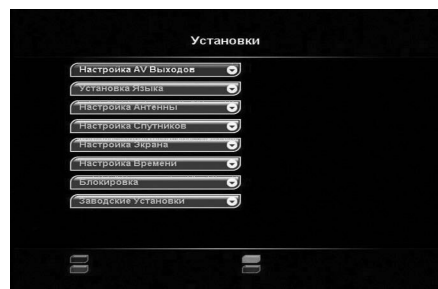 Установки
Настройка AV Выходов
Установка Языка
Настройка Антенны
Настройка Спутников
Настройка Экрана
Настройка Времени
Блокировка
Заводские Установки